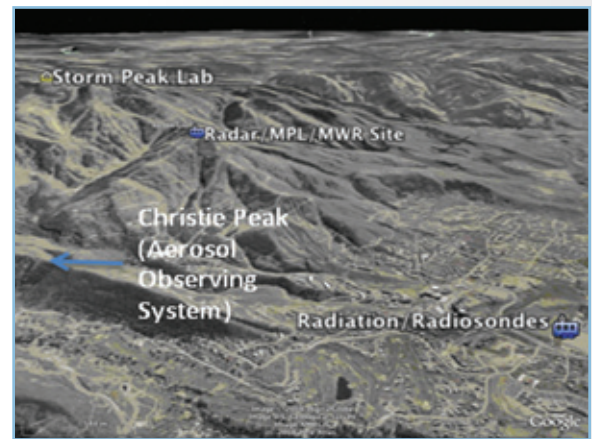 Storm Peak Lab
Radar/MPL/MWR Site
Christie Peak
(Aerosol
Observing
System)
Radiation/Radiosondes
Google